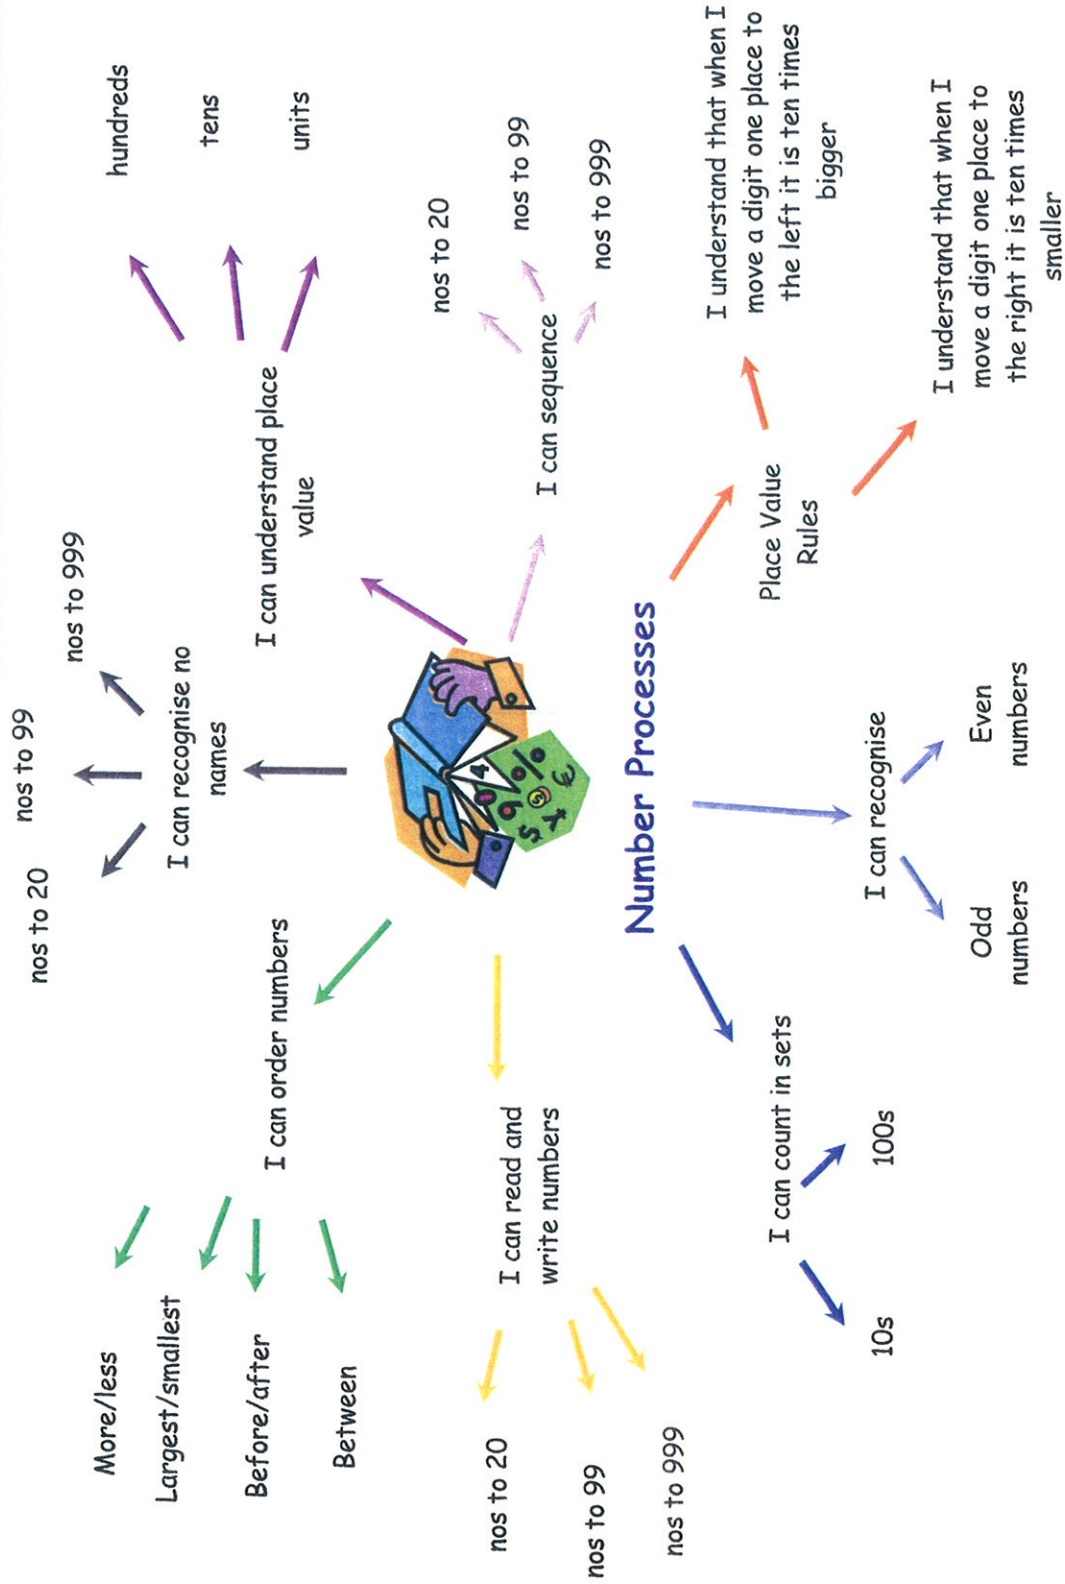 Number Processes
I can recognise no
names
nos to 20
nos to 99
nos to 999
I can understand place
value
hundreds
tens
units
I can sequence
nos to 20
nos to 99
nos to 999
Place Value
Rules
I understand that when I
move a digit one place to
the left it is ten times
bigger
I understand that when I
move a digit one place to
the right it is ten times
smaller
I can recognise
Odd
numbers
Even
numbers
I can count in sets
10s
100s
I can read and
write numbers
nos to 20
nos to 99
nos to 999
I can order numbers
More/less
Largest/smallest
Before/after
Between
4
0
9
%
$
$
¥
€